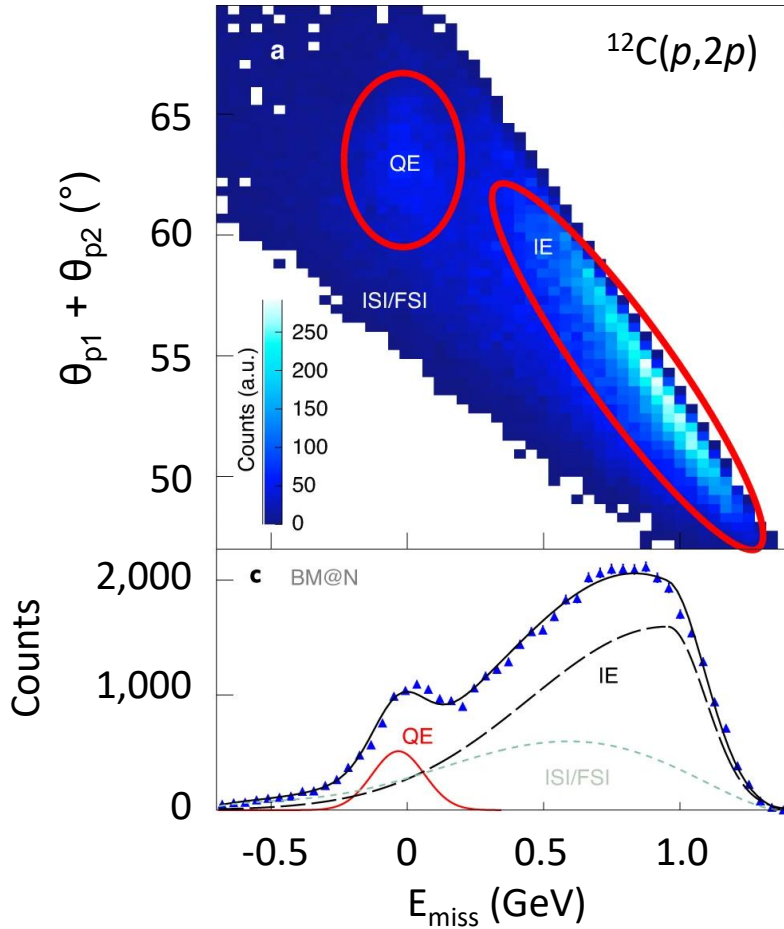 a
¹²C(p,2p)
65
60
55
50
θp1 + θp2 (°)
QE
IE
ISI/FSI
Counts (a.u.)
250
200
150
100
50
0
c BM@N
2,000
1,000
0
Counts
IE
QE
ISI/FSI
-0.5 0 0.5 1.0
Emiss (GeV)